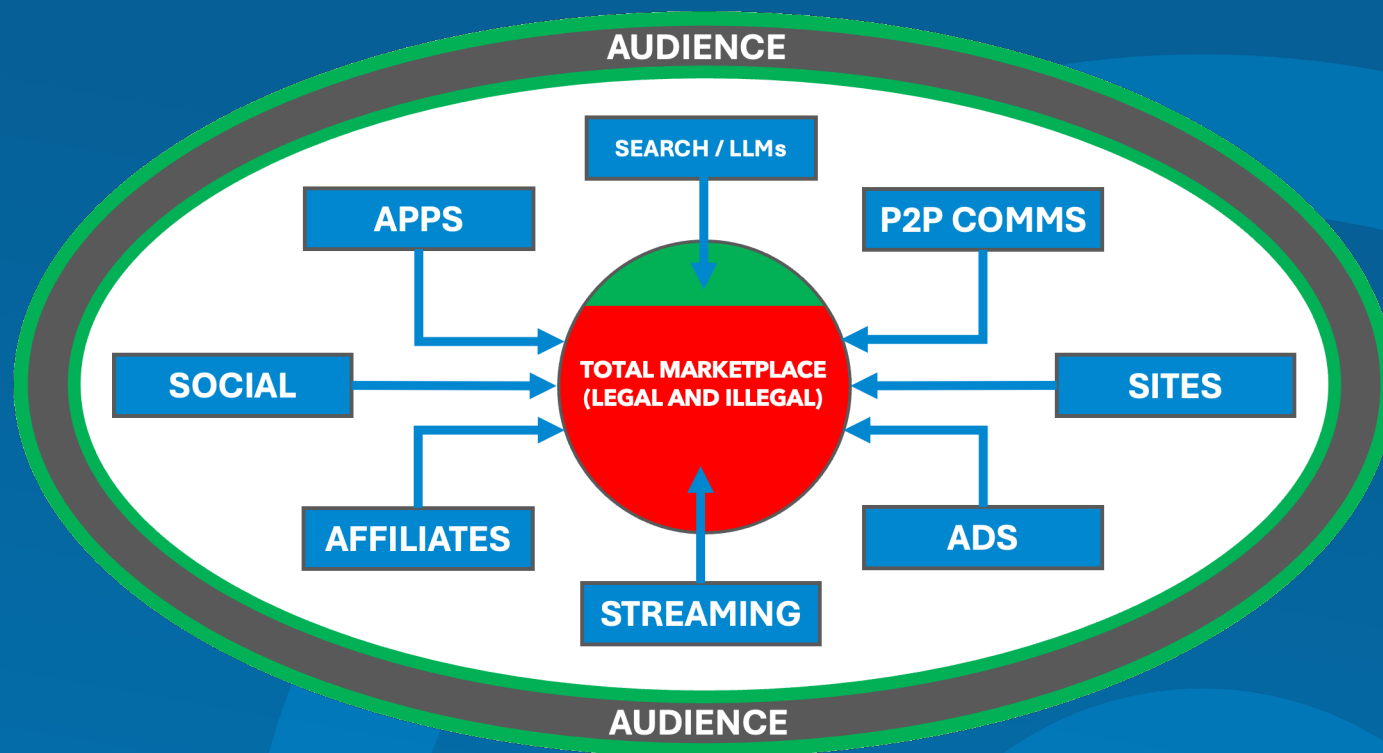 AUDIENCE
SEARCH / LLMs
APPS
P2P COMMS
TOTAL MARKETPLACE
(LEGAL AND ILLEGAL)
SOCIAL
SITES
AFFILIATES
ADS
STREAMING
AUDIENCE